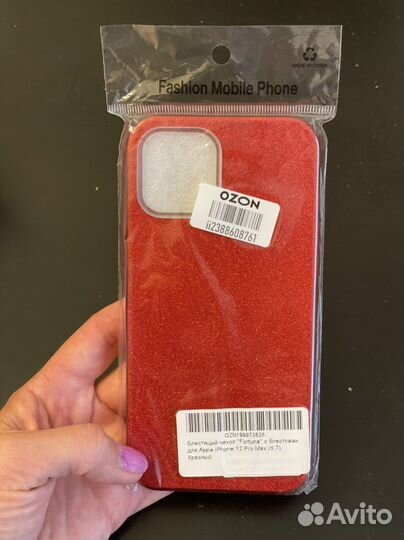 MADE IN CHINA
Fashion Mobile Phone
OZON
ii2388608761
OZN199973826
Блестящий чехол "Fortuna" с блестками
для Apple iPhone 12 Pro Max (6,7),
Красный
Avito